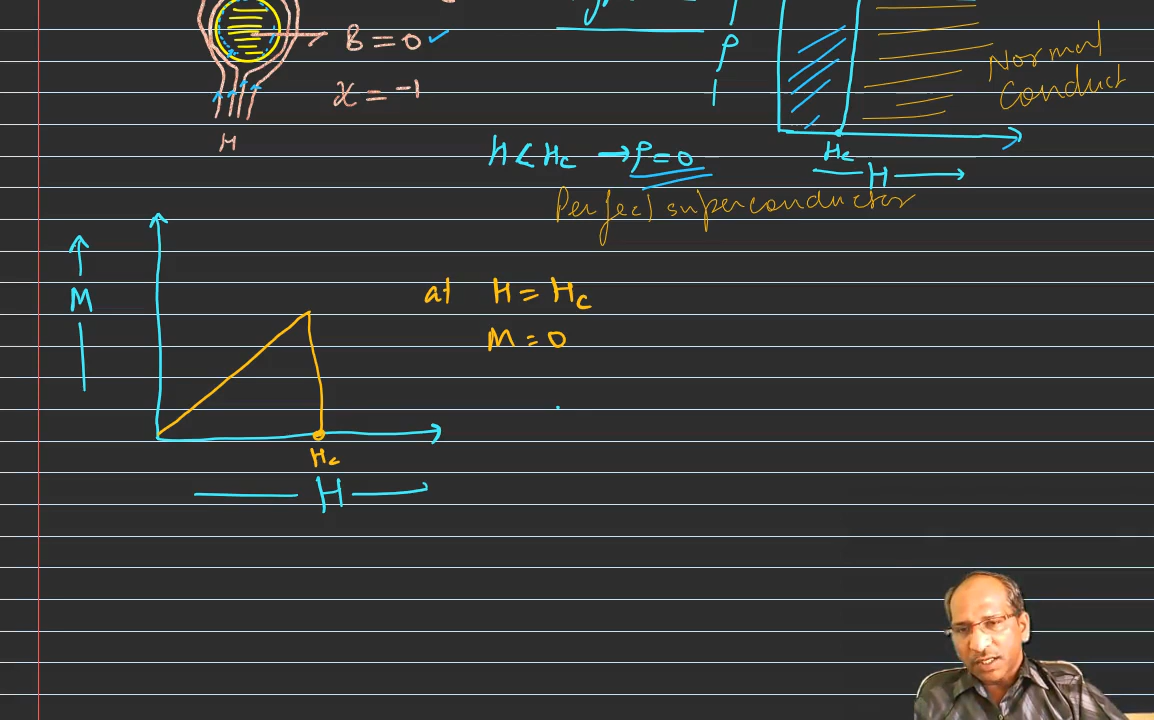 B = 0 ✓
χ = -1
H
ρ
Normal
Conduct
Hc
H
H < Hc → ρ = 0
Perfect superconductor
M
at H = Hc
M = 0
Hc
H